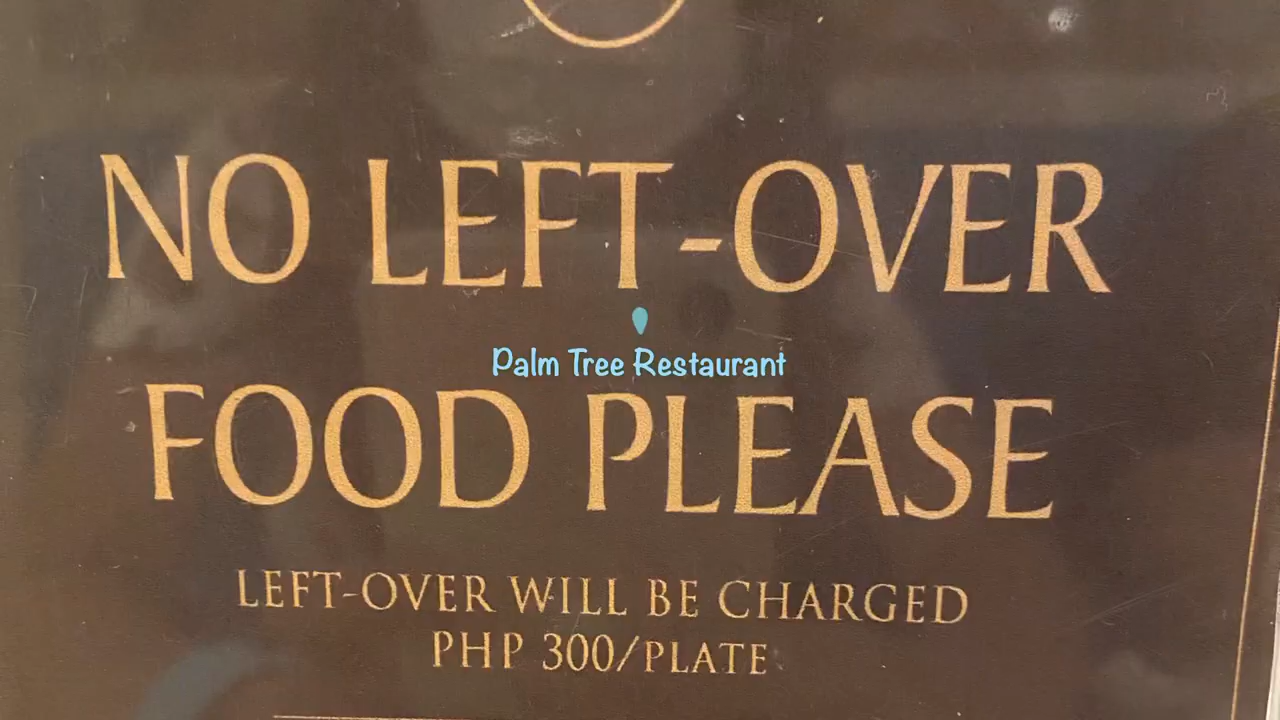 NO LEFT-OVER
Palm Tree Restaurant
FOOD PLEASE
LEFT-OVER WILL BE CHARGED
PHP 300/PLATE